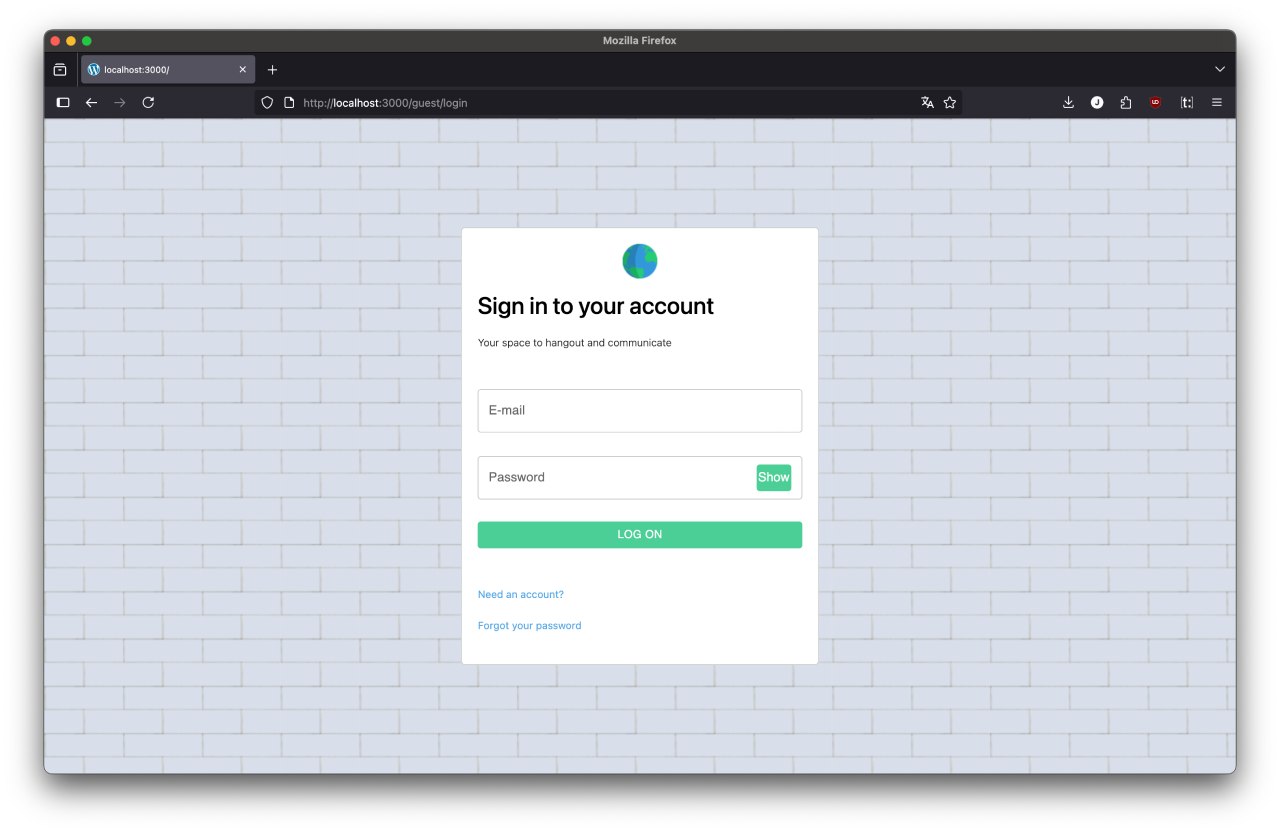 Mozilla Firefox
localhost:3000/
http://localhost:3000/guest/login
Sign in to your account
Your space to hangout and communicate
E-mail
Password
Show
LOG ON
Need an account?
Forgot your password